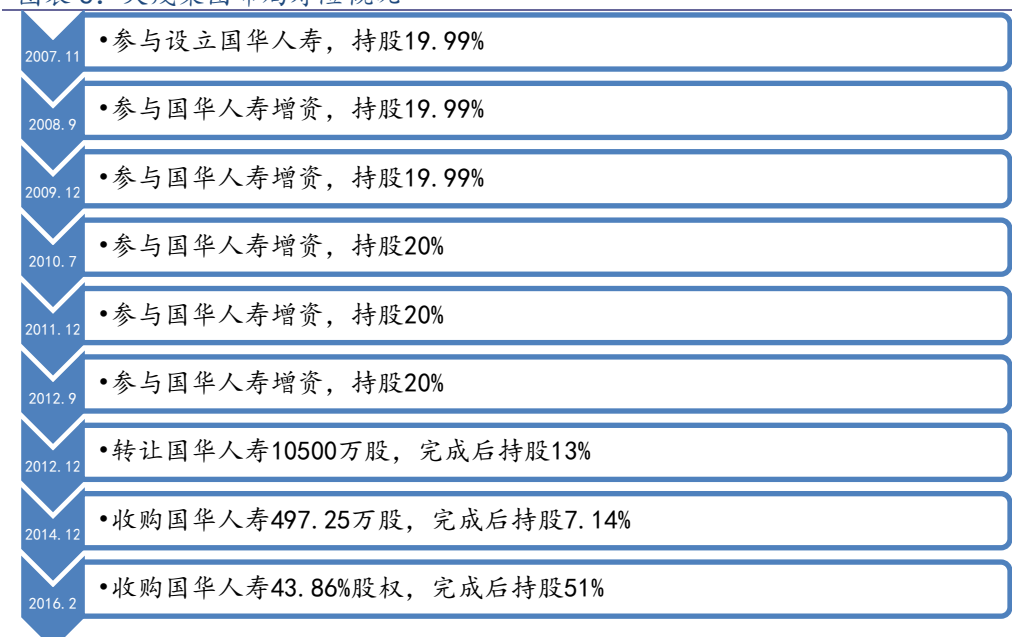 2007.11
•参与设立国华人寿，持股19.99%
2008.9
•参与国华人寿增资，持股19.99%
2009.12
•参与国华人寿增资，持股19.99%
2010.7
•参与国华人寿增资，持股20%
2011.12
•参与国华人寿增资，持股20%
2012.9
•参与国华人寿增资，持股20%
2012.12
•转让国华人寿10500万股，完成后持股13%
2014.12
•收购国华人寿497.25万股，完成后持股7.14%
2016.2
•收购国华人寿43.86%股权，完成后持股51%